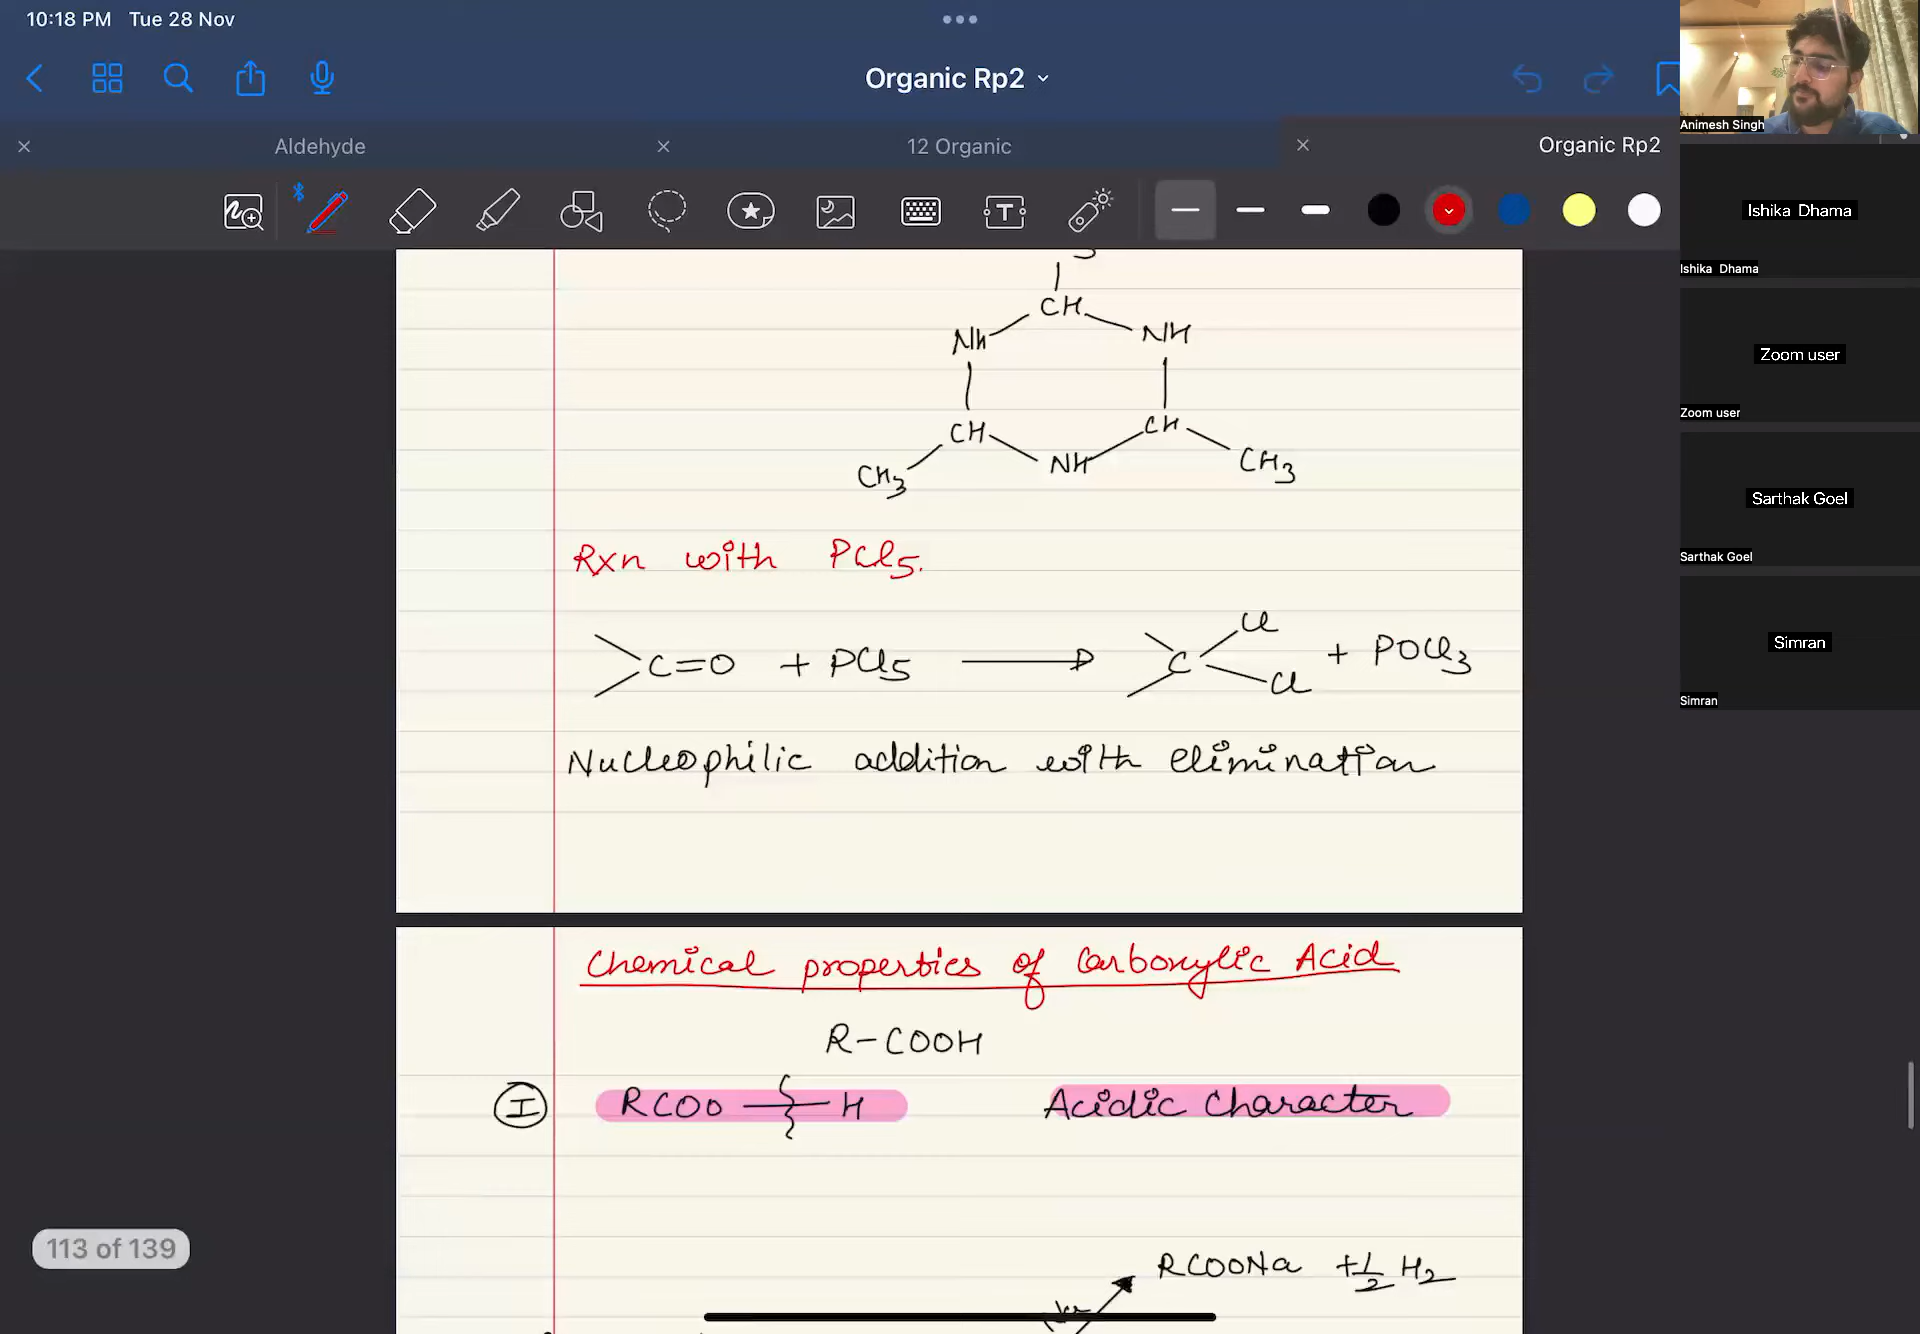 10:18 PM Tue 28 Nov
Organic Rp2
Aldehyde
12 Organic
Organic Rp2
CH
Nh
NH
CH
CH
CH3
NH
CH3
Rxn with PCl5.
C=O + PCl5 → C Cl Cl + POCl3
Nucleophilic addition with elimination
Chemical properties of Carboxylic Acid
R-COOH
I RCOO — H Acidic Character
RCOONa + 1/2 H2
113 of 139
Animesh Singh
Ishika Dhama
Ishika Dhama
Zoom user
Zoom user
Sarthak Goel
Sarthak Goel
Simran
Simran